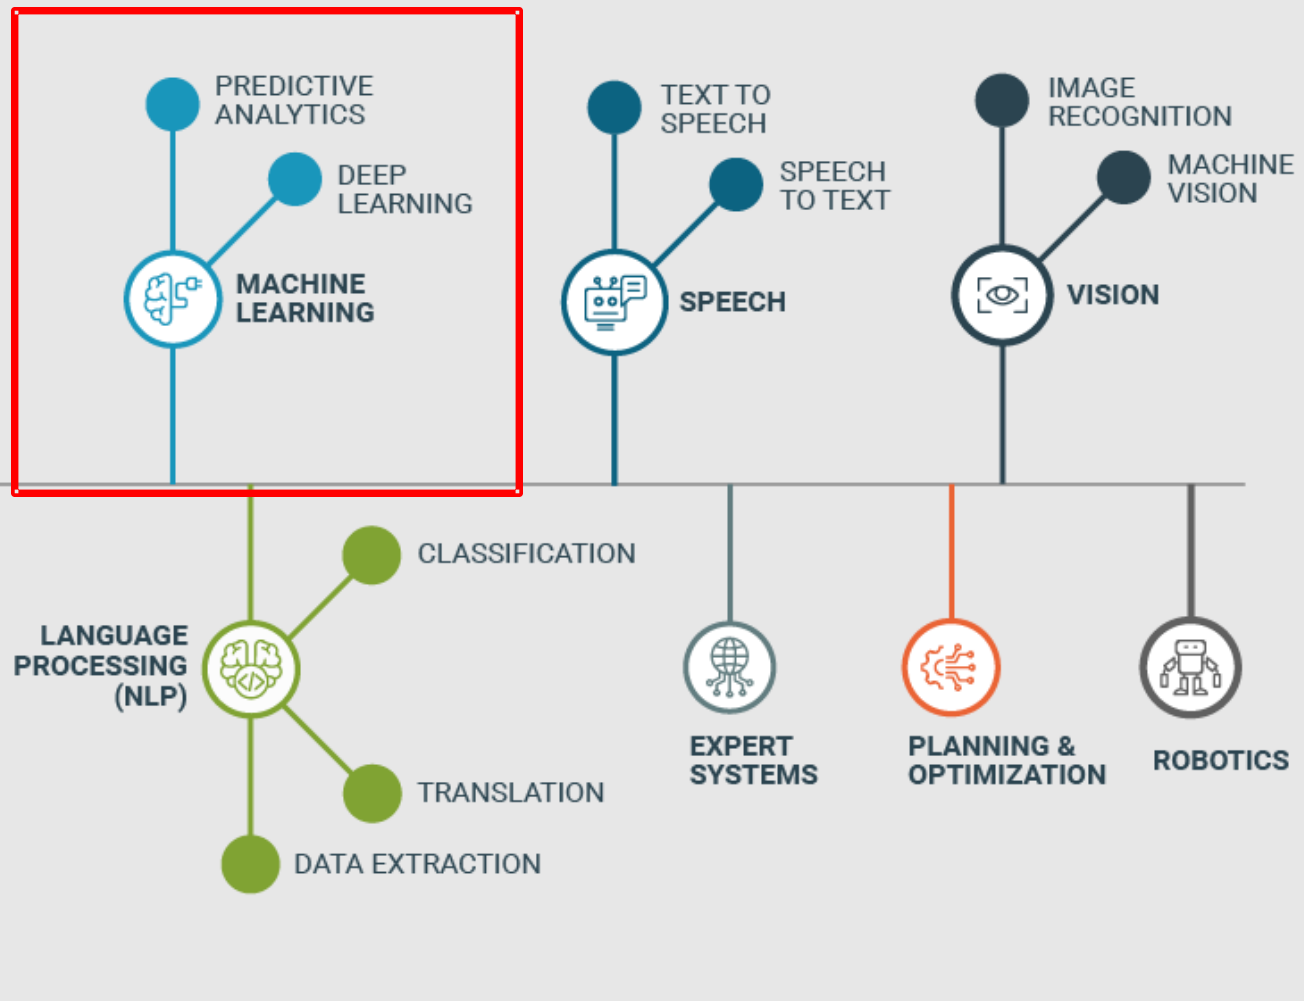 PREDICTIVE
ANALYTICS
DEEP
LEARNING
MACHINE
LEARNING
TEXT TO
SPEECH
SPEECH
TO TEXT
SPEECH
IMAGE
RECOGNITION
MACHINE
VISION
VISION
CLASSIFICATION
LANGUAGE
PROCESSING
(NLP)
</>
TRANSLATION
DATA EXTRACTION
EXPERT
SYSTEMS
PLANNING &
OPTIMIZATION
ROBOTICS